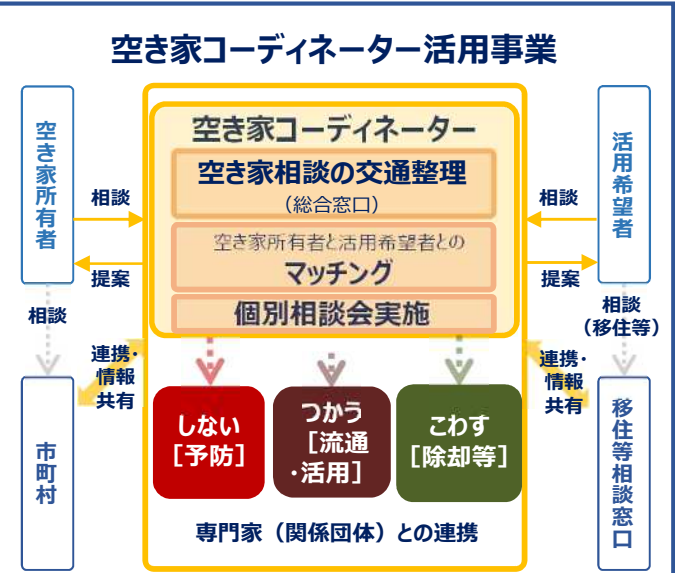 空き家コーディネーター活用事業
空き家所有者
相談
提案
相談
連携・
情報
共有
市町村
空き家コーディネーター
空き家相談の交通整理
（総合窓口）
空き家所有者と活用希望者との
マッチング
個別相談会実施
しない
［予防］
つかう
［流通
・活用］
こわす
［除却等］
専門家（関係団体）との連携
活用希望者
相談
提案
相談
（移住等）
連携・
情報
共有
移住等相談窓口